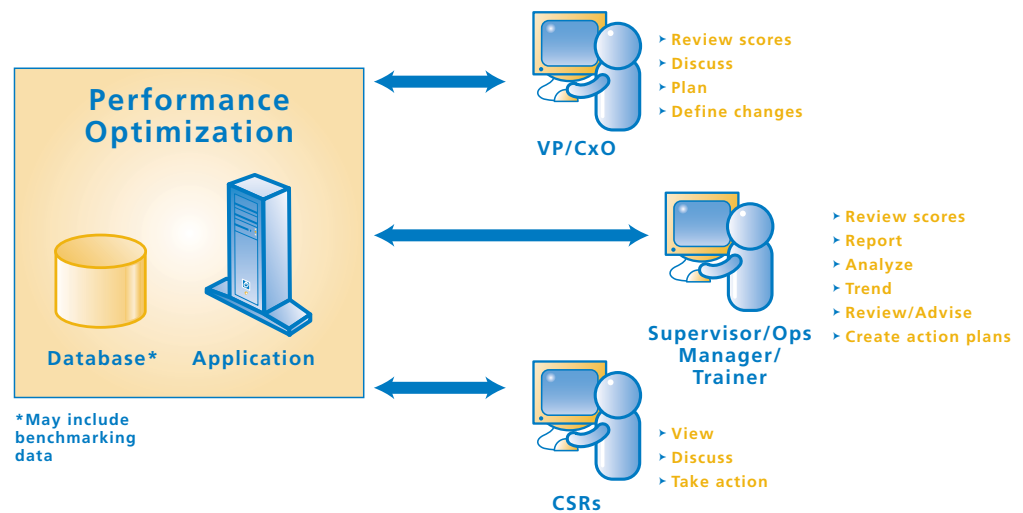 Performance
Optimization
Database*
Application
*May include
benchmarking
data
Review scores
Discuss
Plan
Define changes
VP/CxO
Review scores
Report
Analyze
Trend
Review/Advise
Create action plans
Supervisor/Ops
Manager/
Trainer
View
Discuss
Take action
CSRs